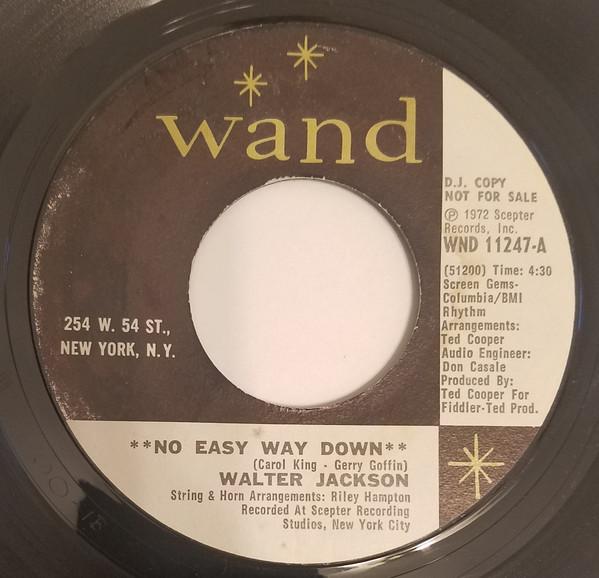 wand
D.J. COPY
NOT FOR SALE
Ⓟ 1972 Scepter
Records, Inc.
WND 11247-A
(51200) Time: 4:30
Screen Gems-
Columbia/BMI
Rhythm
Arrangements:
Ted Cooper
Audio Engineer:
Don Casale
Produced By:
Ted Cooper For
Fiddler-Ted Prod.
254 W. 54 ST.,
NEW YORK, N.Y.
**NO EASY WAY DOWN**
(Carol King - Gerry Goffin)
WALTER JACKSON
String & Horn Arrangements: Riley Hampton
Recorded At Scepter Recording
Studios, New York City